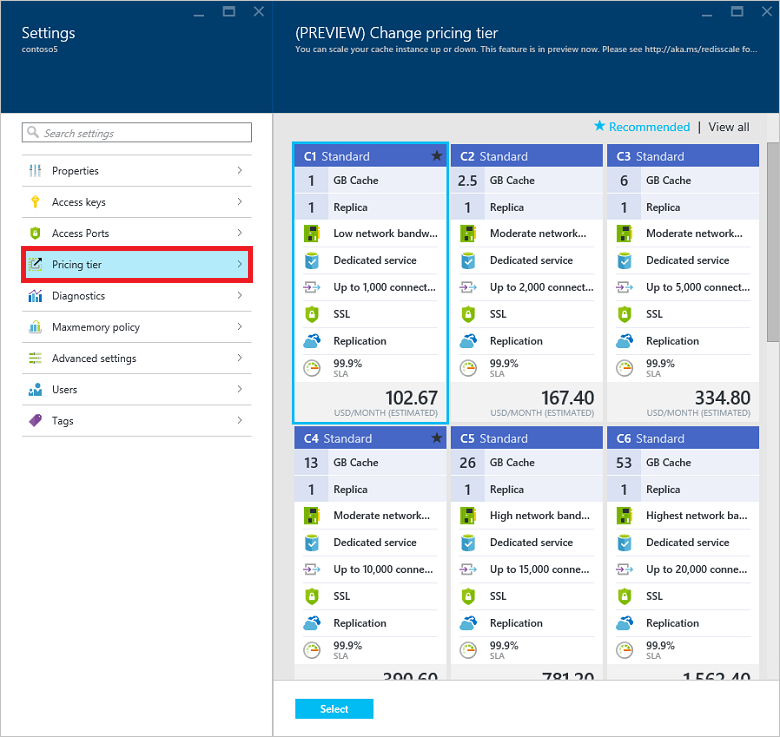 Settings
contoso5
(PREVIEW) Change pricing tier
You can scale your cache instance up or down. This feature is in preview now. Please see http://aka.ms/redisscale fo...
Search settings
Properties
Access keys
Access Ports
Pricing tier
Diagnostics
Maxmemory policy
Advanced settings
Users
Tags
Recommended | View all
C1 Standard
1 GB Cache
1 Replica
Low network bandw...
Dedicated service
Up to 1,000 connect...
SSL
Replication
99.9%
SLA
102.67
USD/MONTH (ESTIMATED)
C2 Standard
2.5 GB Cache
1 Replica
Moderate network...
Dedicated service
Up to 2,000 connect...
SSL
Replication
99.9%
SLA
167.40
USD/MONTH (ESTIMATED)
C3 Standard
6 GB Cache
1 Replica
Moderate network...
Dedicated service
Up to 5,000 connect...
SSL
Replication
99.9%
SLA
334.80
USD/MONTH (ESTIMATED)
C4 Standard
13 GB Cache
1 Replica
Moderate network...
Dedicated service
Up to 10,000 conne...
SSL
Replication
99.9%
SLA
390.60
C5 Standard
26 GB Cache
1 Replica
High network band...
Dedicated service
Up to 15,000 conne...
SSL
Replication
99.9%
SLA
781.20
C6 Standard
53 GB Cache
1 Replica
Highest network ba...
Dedicated service
Up to 20,000 conne...
SSL
Replication
99.9%
SLA
1,562.40
Select